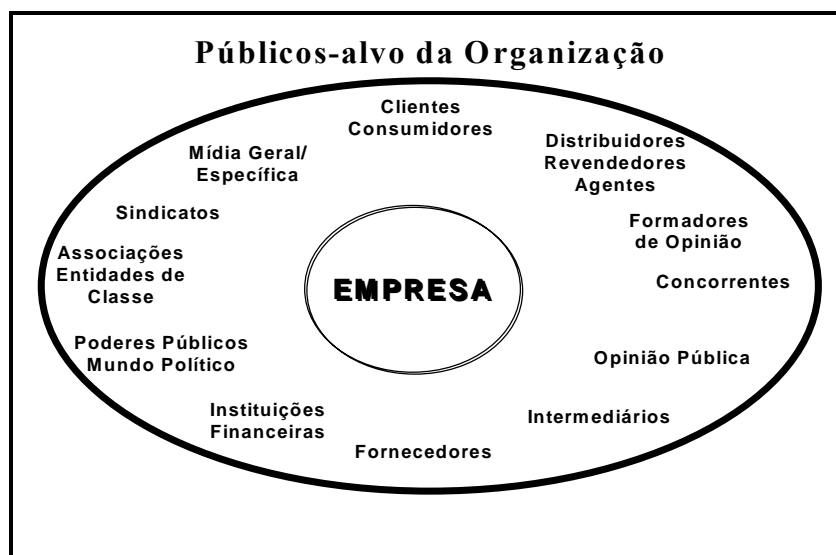 Públicos-alvo da Organização
Clientes
Consumidores
Distribuidores
Revendedores
Agentes
Formadores
de Opinião
Concorrentes
Opinião Pública
Intermediários
Fornecedores
Instituições
Financeiras
Poderes Públicos
Mundo Político
Associações
Entidades de
Classe
Sindicatos
Mídia Geral/
Específica
EMPRESA